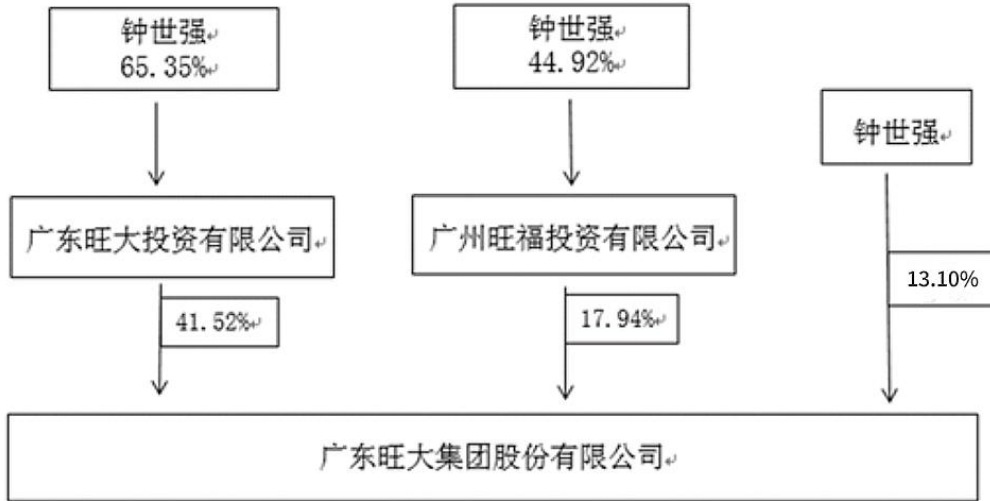 钟世强
65.35%
钟世强
44.92%
钟世强
广东旺大投资有限公司
广州旺福投资有限公司
41.52%
17.94%
13.10%
广东旺大集团股份有限公司